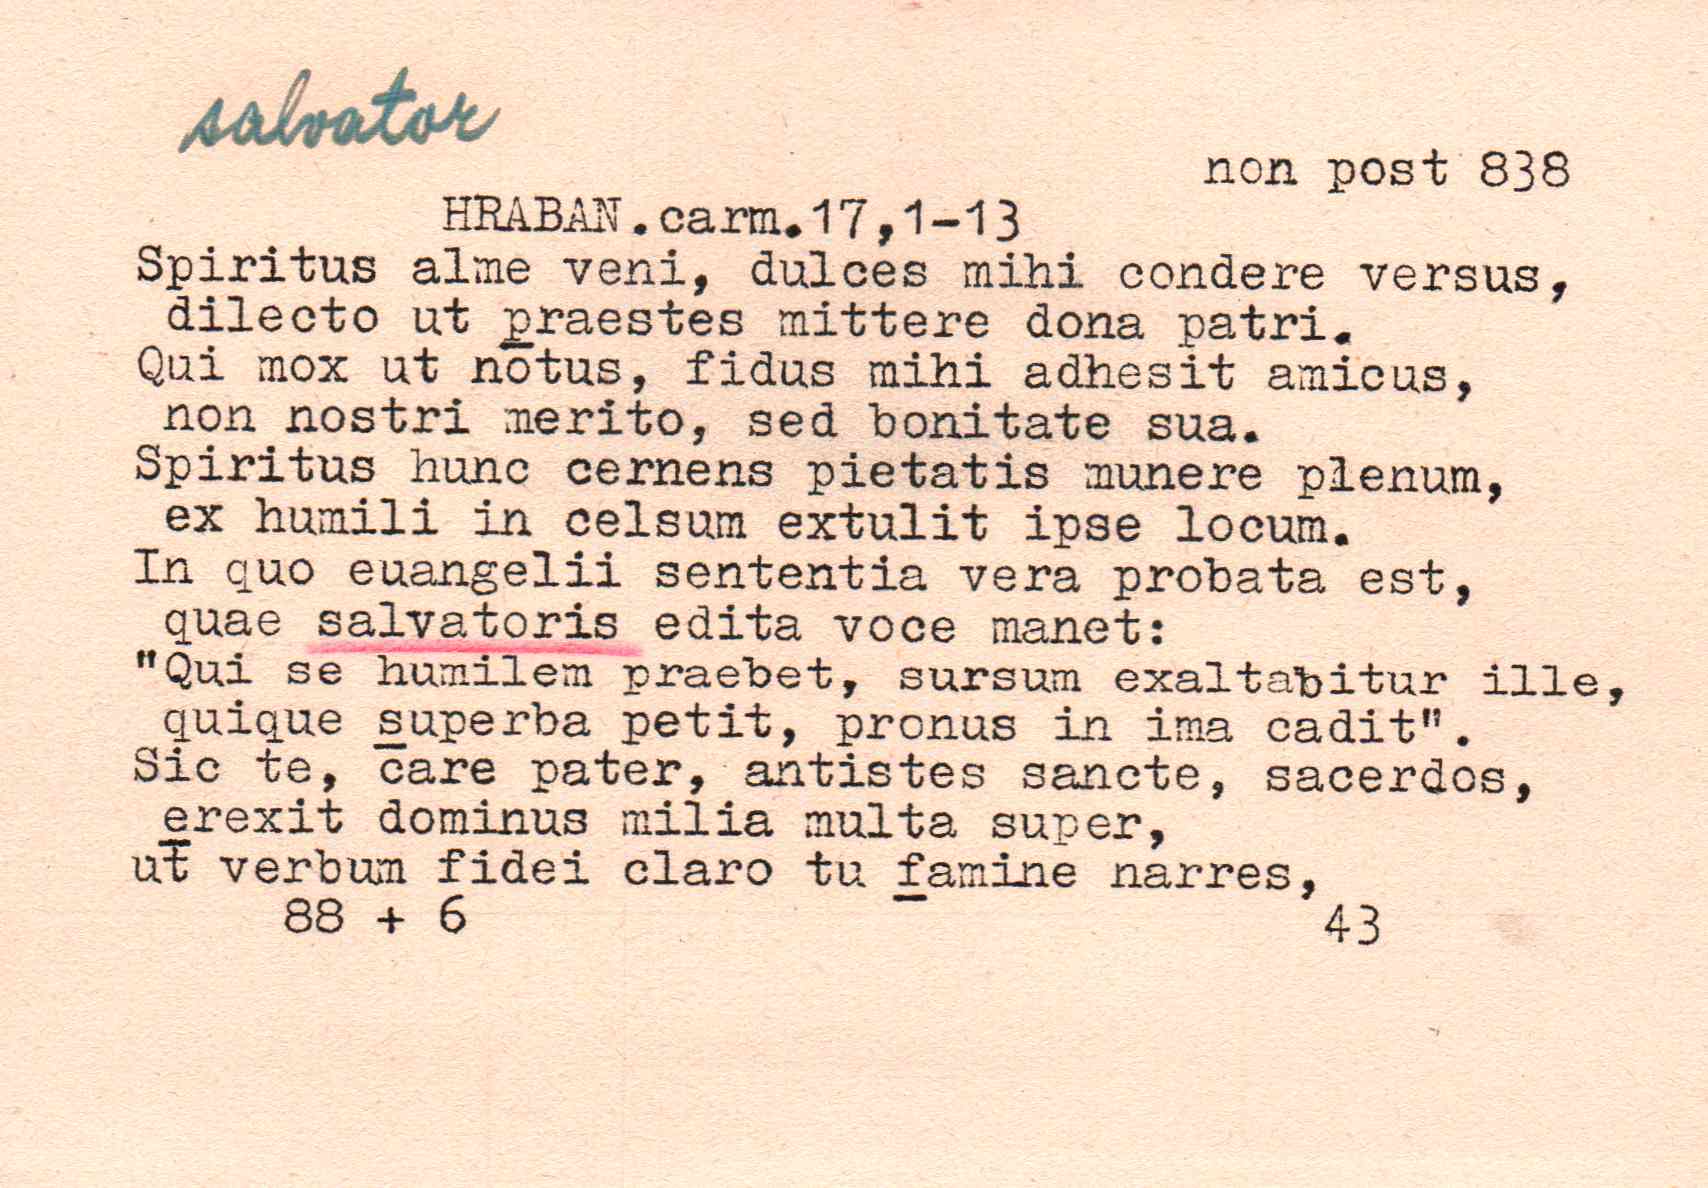 salvator
non post 838
HRABAN.carm.17,1-13
Spiritus alme veni, dulces mihi condere versus,
dilecto ut praestes mittere dona patri.
Qui mox ut notus, fidus mihi adhesit amicus,
non nostri merito, sed bonitate sua.
Spiritus hunc cernens pietatis munere plenum,
ex humili in celsum extulit ipse locum.
In quo euangelii sententia vera probata est,
quae salvatoris edita voce manet:
"Qui se humilem praebet, sursum exaltabitur ille,
quique superba petit, pronus in ima cadit".
Sic te, care pater, antistes sancte, sacerdos,
erexit dominus milia multa super,
ut verbum fidei claro tu famine narres,
88 + 6 43